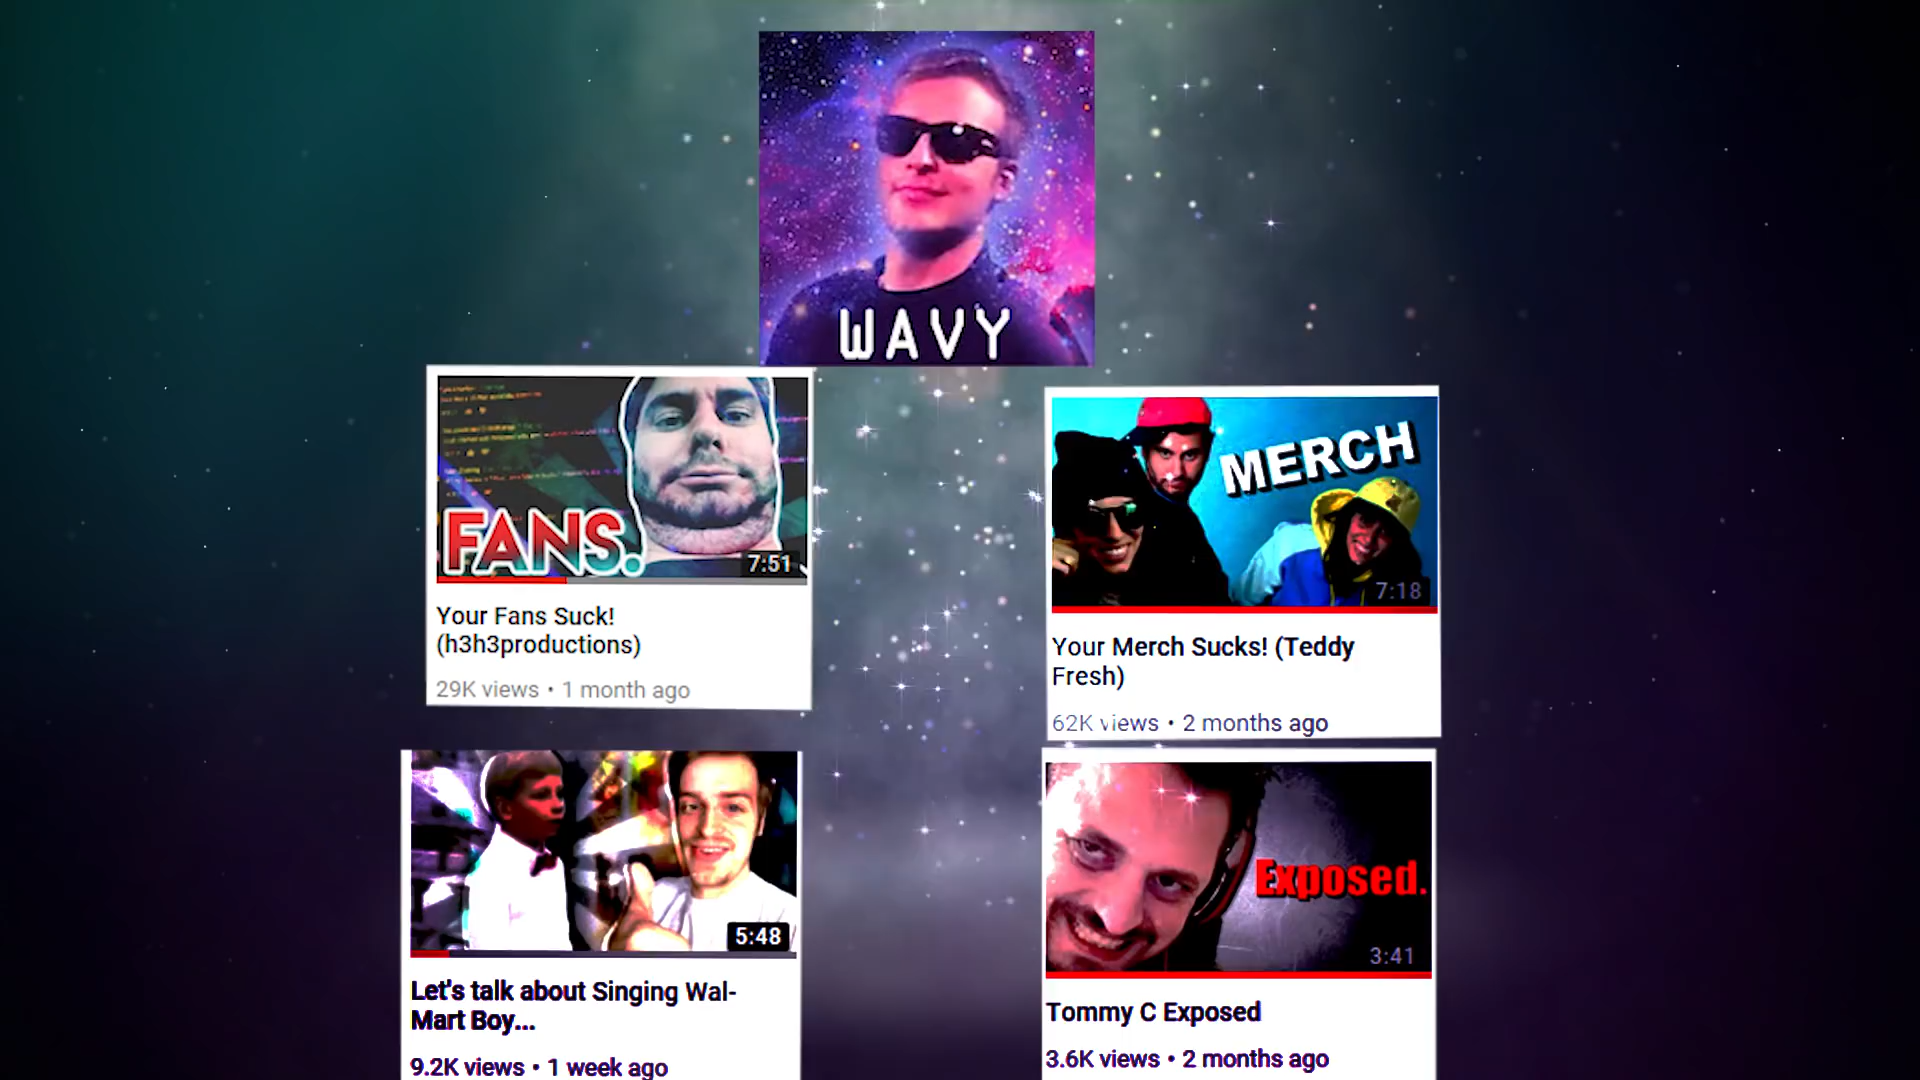 WAVY
FANS.
7:51
Your Fans Suck!
(h3h3productions)
29K views • 1 month ago
MERCH
7:18
Your Merch Sucks! (Teddy
Fresh)
62K views • 2 months ago
5:48
Let's talk about Singing Wal-
Mart Boy...
9.2K views • 1 week ago
Exposed.
3:41
Tommy C Exposed
3.6K views • 2 months ago